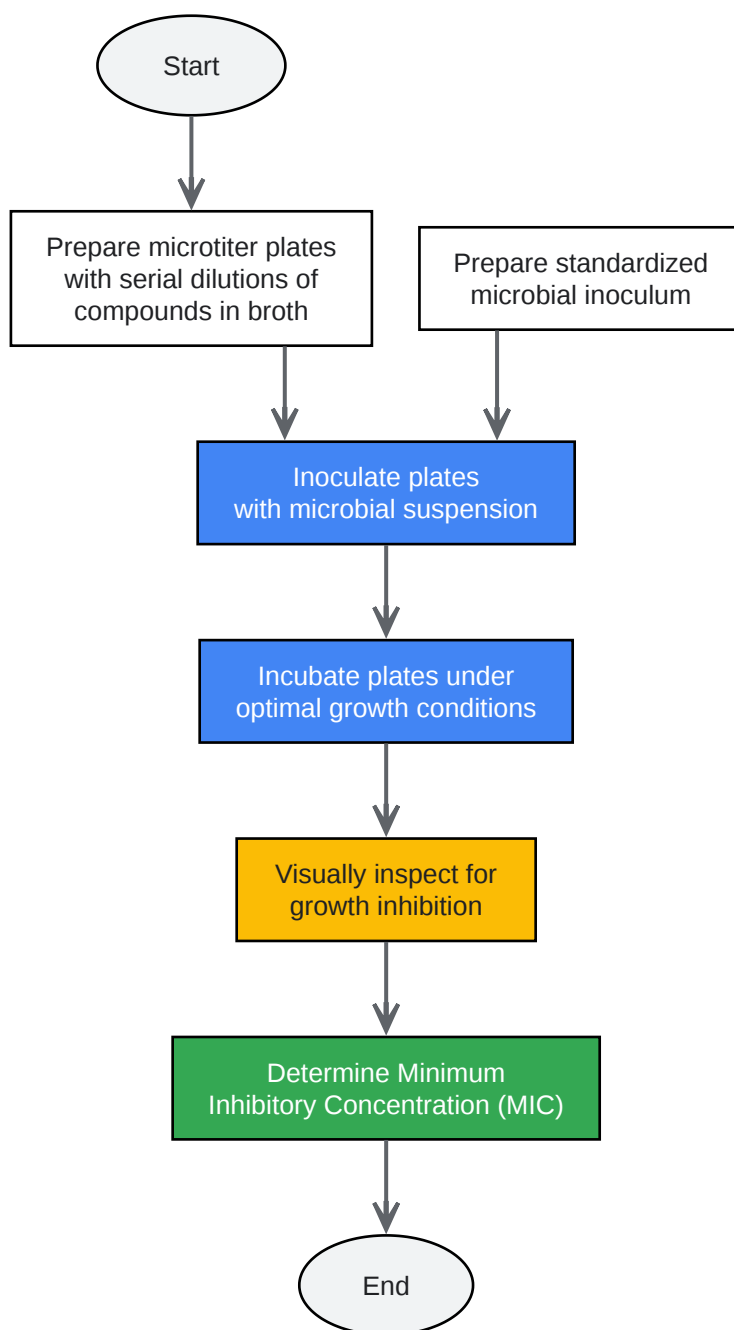 Start
Prepare microtiter plates
with serial dilutions of
compounds in broth
Prepare standardized
microbial inoculum
Inoculate plates
with microbial suspension
Incubate plates under
optimal growth conditions
Visually inspect for
growth inhibition
Determine Minimum
Inhibitory Concentration (MIC)
End